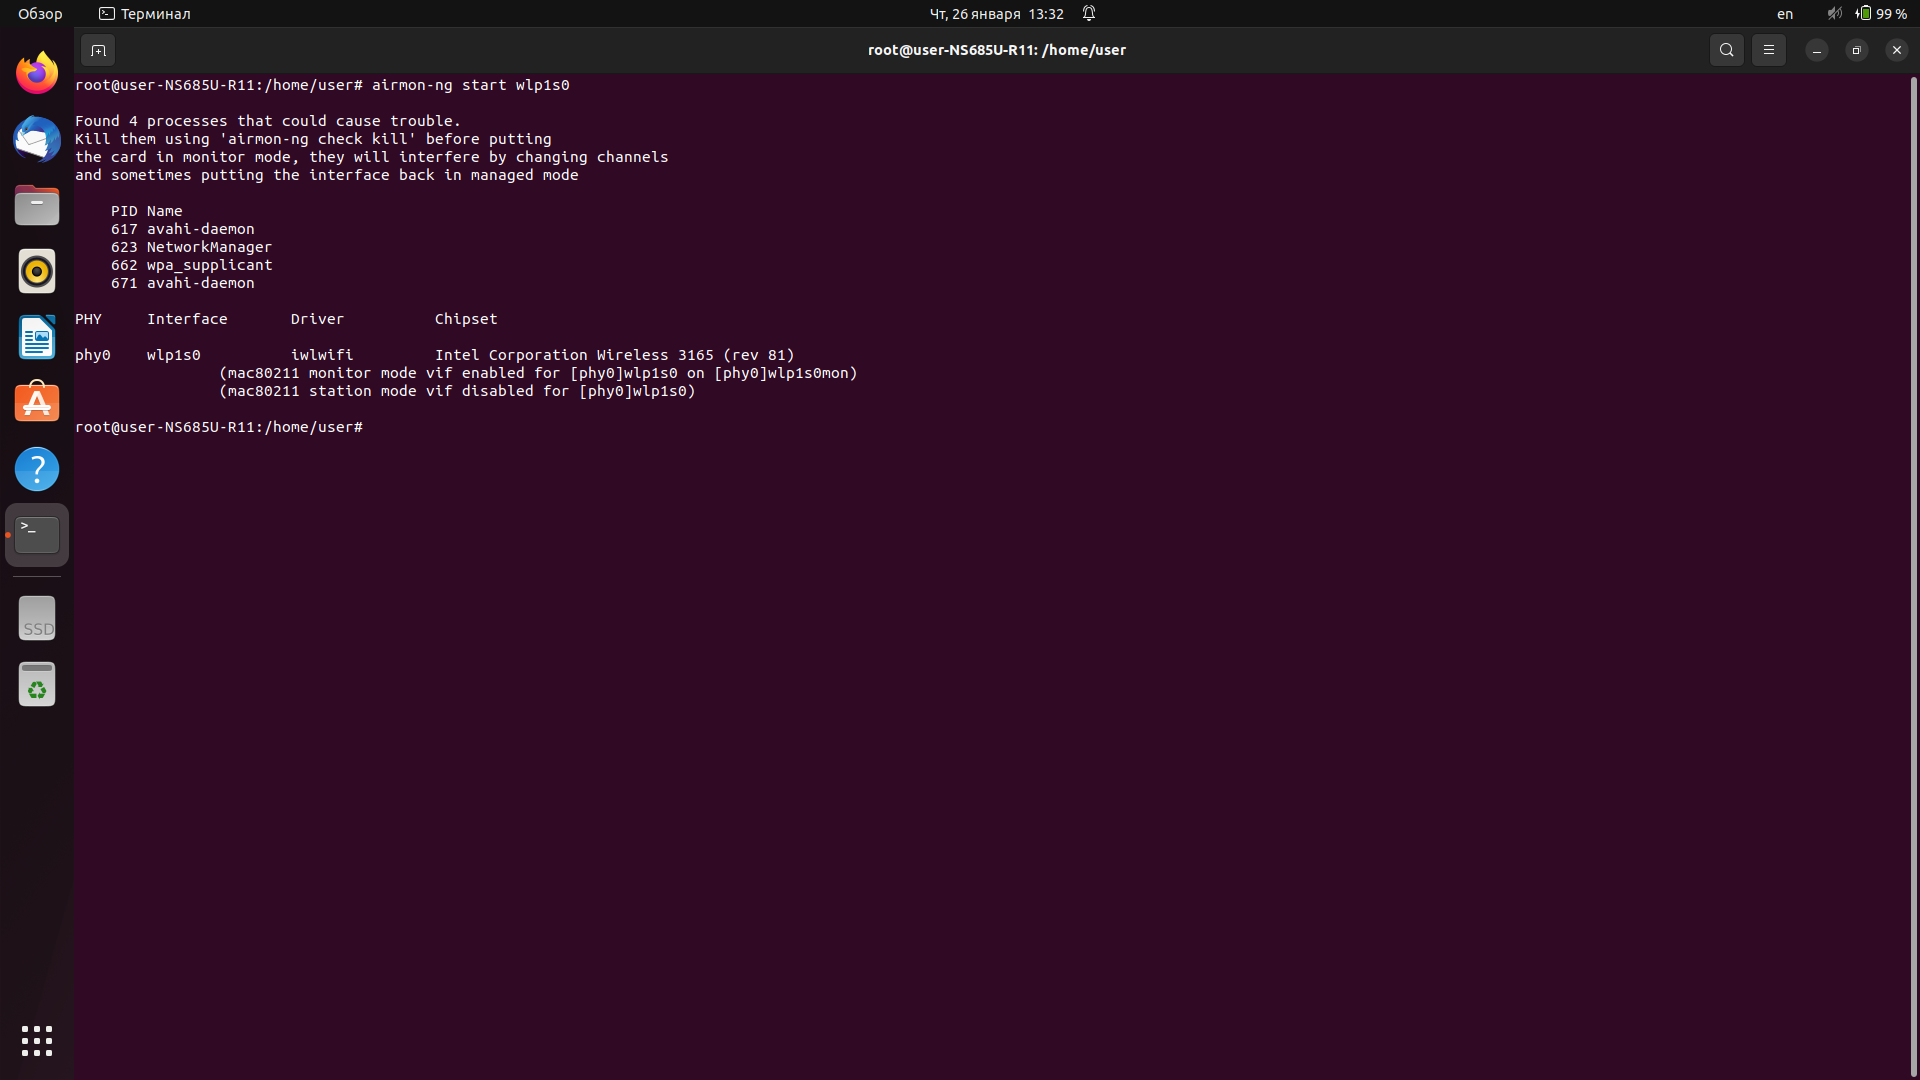 Обзор Терминал Чт, 26 января 13:32 en 99 %
root@user-NS685U-R11: /home/user
root@user-NS685U-R11:/home/user# airmon-ng start wlp1s0
Found 4 processes that could cause trouble.
Kill them using 'airmon-ng check kill' before putting
the card in monitor mode, they will interfere by changing channels
and sometimes putting the interface back in managed mode
PID Name
617 avahi-daemon
623 NetworkManager
662 wpa_supplicant
671 avahi-daemon
PHY Interface Driver Chipset
phy0 wlp1s0 iwlwifi Intel Corporation Wireless 3165 (rev 81)
(mac80211 monitor mode vif enabled for [phy0]wlp1s0 on [phy0]wlp1s0mon)
(mac80211 station mode vif disabled for [phy0]wlp1s0)
root@user-NS685U-R11:/home/user#
SSD